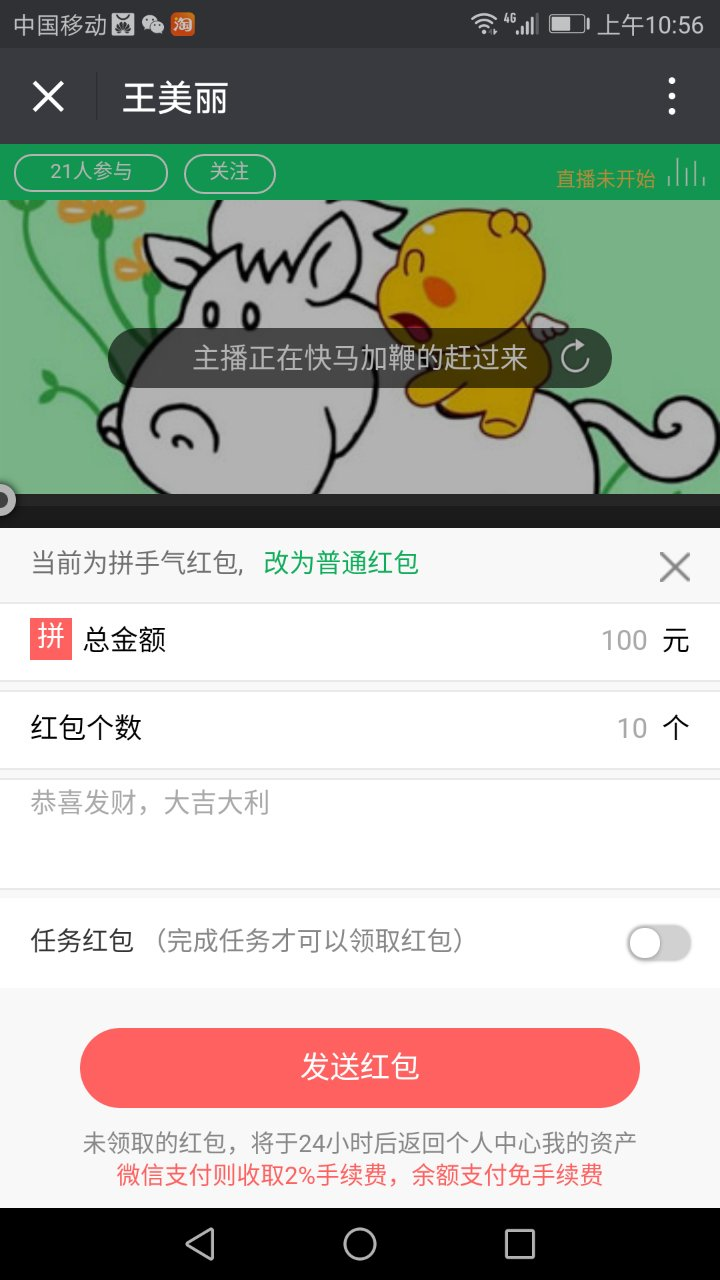 中国移动 淘 4G 上午10:56
王美丽
21人参与 关注 直播未开始
主播正在快马加鞭的赶过来
当前为拼手气红包, 改为普通红包
拼 总金额 100 元
红包个数 10 个
恭喜发财，大吉大利
任务红包 （完成任务才可以领取红包）
发送红包
未领取的红包，将于24小时后返回个人中心我的资产
微信支付则收取2%手续费，余额支付免手续费